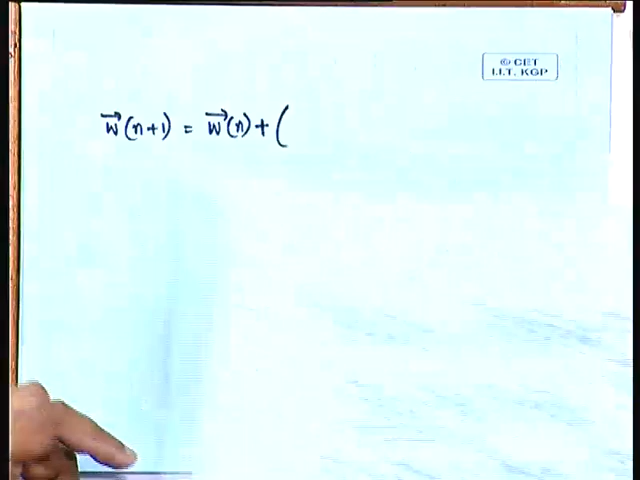 © CET
I.I.T. KGP
w⃗(n+1) = w⃗(n) + (